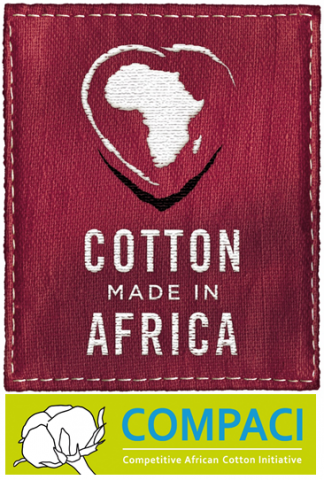 COTTON
MADE IN
AFRICA
COMPACI
Competitive African Cotton Initiative